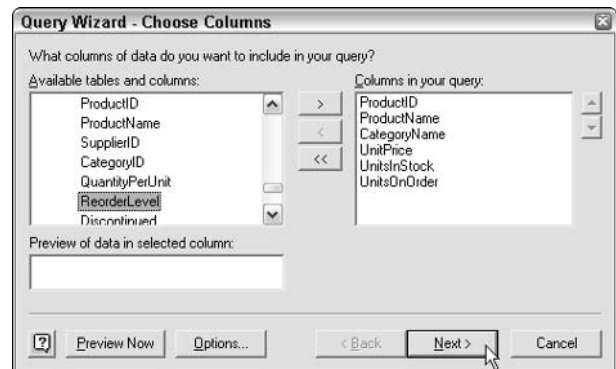 Query Wizard - Choose Columns
What columns of data do you want to include in your query?
Available tables and columns:
ProductID
ProductName
SupplierID
CategoryID
QuantityPerUnit
ReorderLevel
Discontinued
>
<
<<
Columns in your query:
ProductID
ProductName
CategoryName
UnitPrice
UnitsInStock
UnitsOnOrder
Preview of data in selected column:
?
Preview Now
Options...
< Back
Next >
Cancel